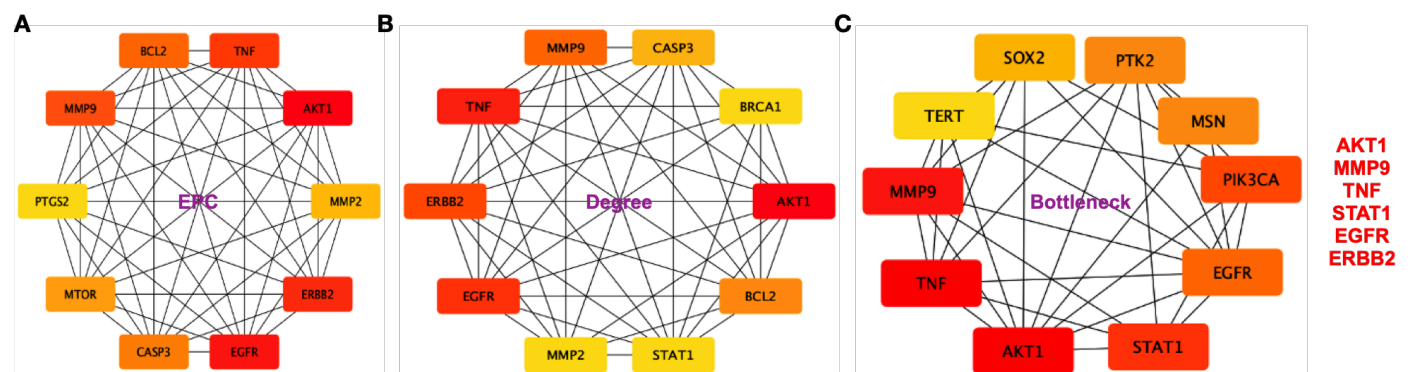 A
BCL2
TNF
MMP9
AKT1
PTGS2
EPC
MMP2
MTOR
ERBB2
CASP3
EGFR
B
MMP9
CASP3
TNF
BRCA1
ERBB2
Degree
AKT1
EGFR
BCL2
MMP2
STAT1
C
SOX2
PTK2
TERT
MSN
MMP9
Bottleneck
PIK3CA
TNF
EGFR
AKT1
STAT1
AKT1
MMP9
TNF
STAT1
EGFR
ERBB2